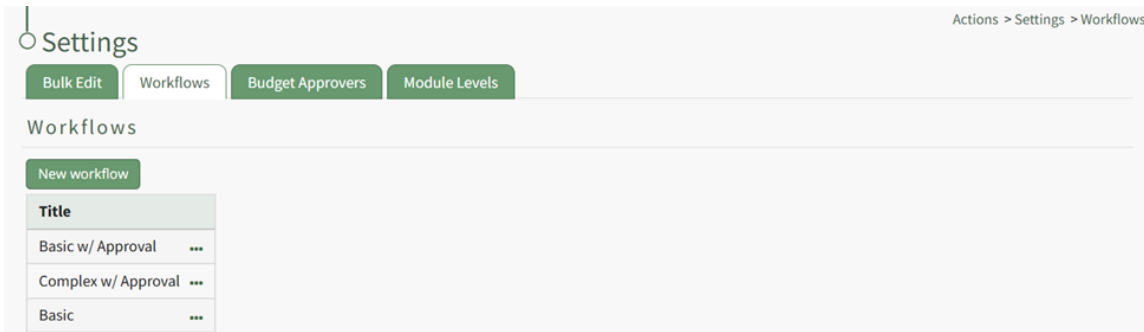 Actions > Settings > Workflows
Settings
Bulk Edit Workflows Budget Approvers Module Levels
Workflows
New workflow
Title
Basic w/ Approval
Complex w/ Approval
Basic